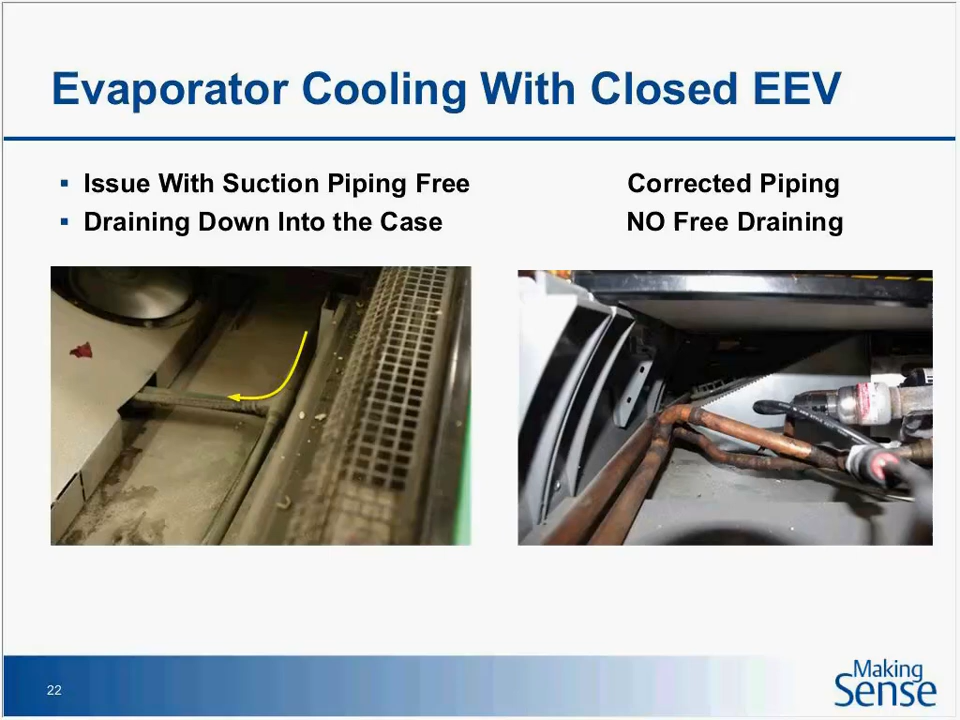 Evaporator Cooling With Closed EEV
▪ Issue With Suction Piping Free
▪ Draining Down Into the Case
Corrected Piping
NO Free Draining
22
Making
Sense